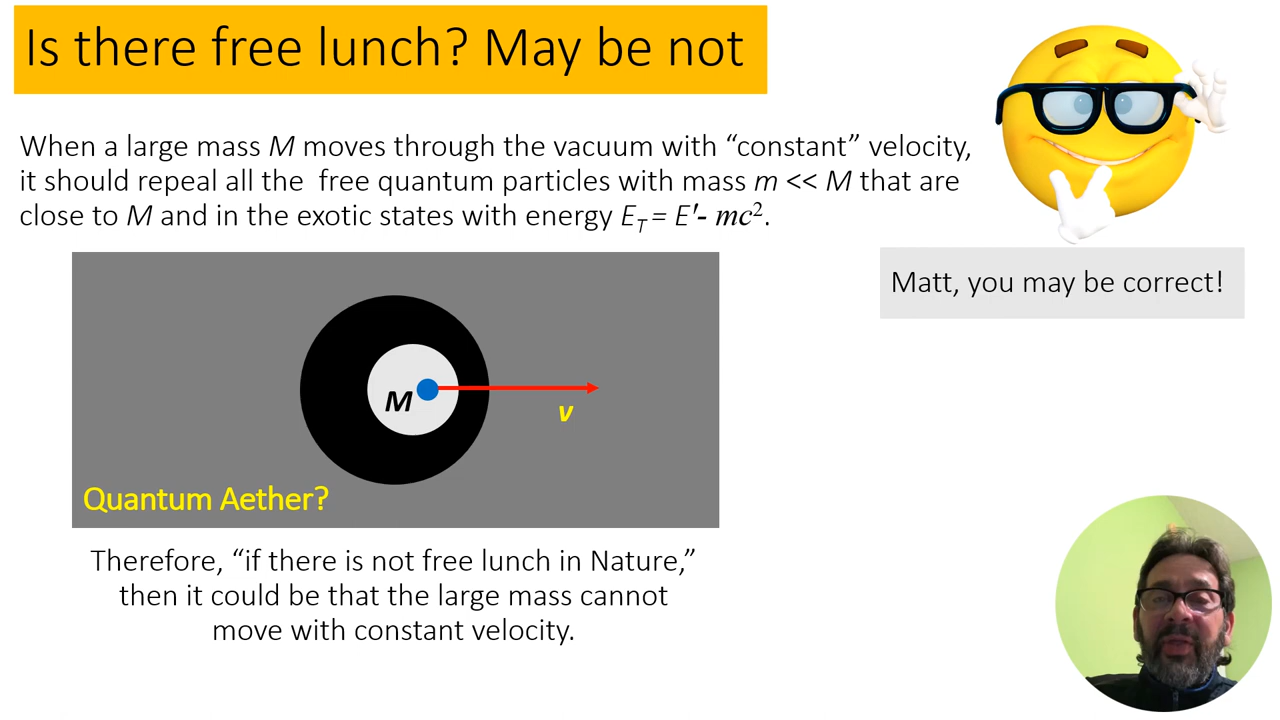 Is there free lunch? May be not
When a large mass M moves through the vacuum with “constant” velocity,
it should repeal all the free quantum particles with mass m << M that are
close to M and in the exotic states with energy E_T = E'- mc².
Matt, you may be correct!
M
v
Quantum Aether?
Therefore, “if there is not free lunch in Nature,”
then it could be that the large mass cannot
move with constant velocity.